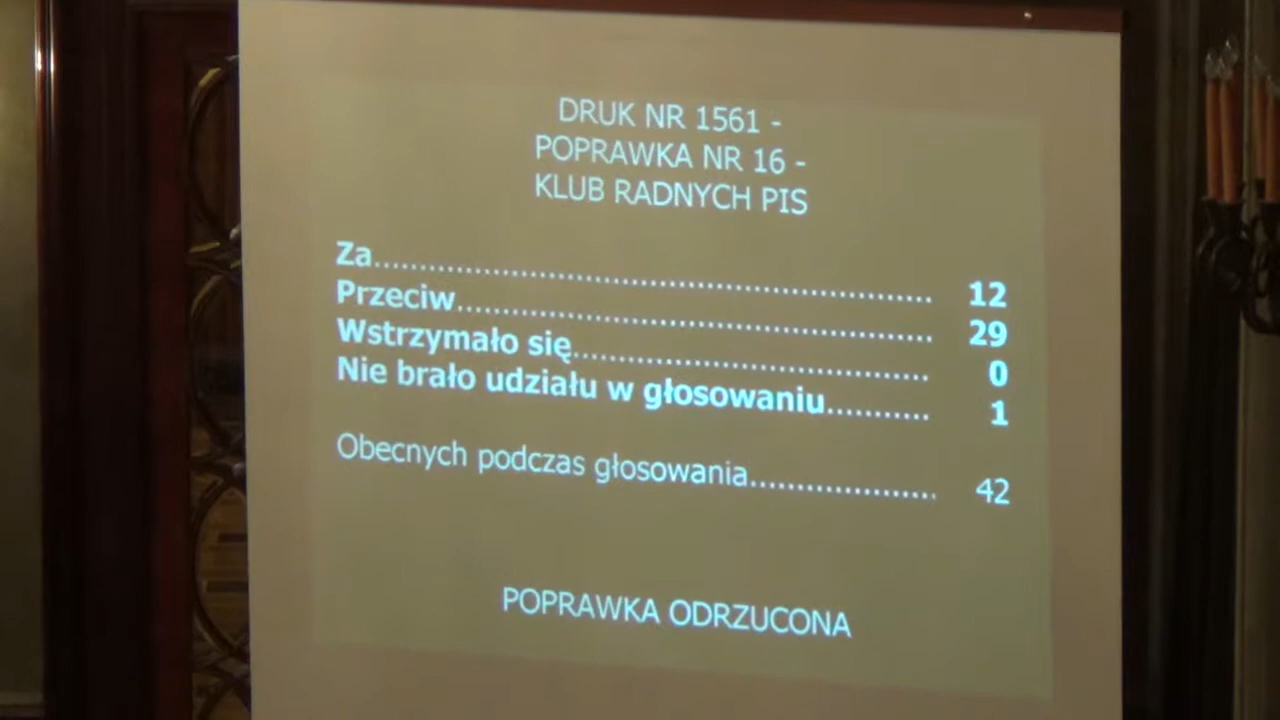 DRUK NR 1561 -
POPRAWKA NR 16 -
KLUB RADNYCH PIS
Za.................................................................. 12
Przeciw........................................................ 29
Wstrzymało się.......................................... 0
Nie brało udziału w głosowaniu........... 1
Obecnych podczas głosowania.................... 42
POPRAWKA ODRZUCONA